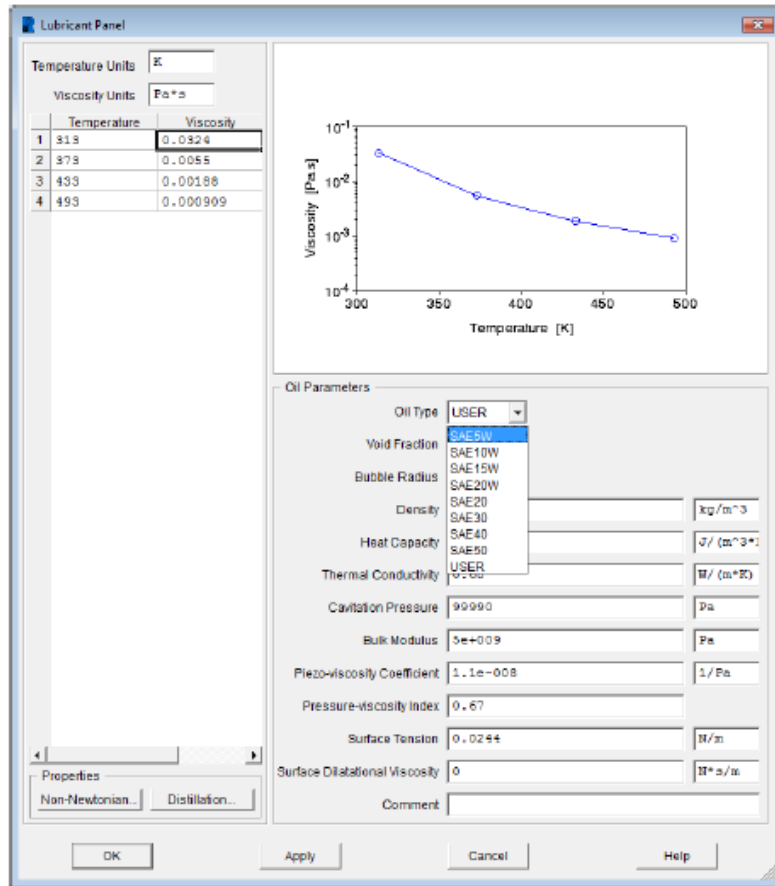 Lubricant Panel
Temperature Units K
Viscosity Units Pa*s
Temperature Viscosity
1 313 0.0324
2 373 0.0055
3 433 0.00188
4 493 0.000909
Viscosity [Pa s]
10^-1
10^-2
10^-3
10^-4
300 350 400 450 500
Temperature [K]
Oil Parameters
Oil Type USER
SAE5W
SAE10W
SAE15W
SAE20W
SAE20
SAE30
SAE40
SAE50
USER
Void Fraction
Bubble Radius
Density kg/m^3
Heat Capacity
Thermal Conductivity W/(m*K)
Cavitation Pressure 99990 Pa
Bulk Modulus 5e+009 Pa
Piezo-viscosity Coefficient 1.1e-008 1/Pa
Pressure-viscosity Index 0.67
Surface Tension 0.0244 N/m
Surface Dilatational Viscosity 0 N*s/m
Comment
Properties
Non-Newtonian... Distillation...
OK Apply Cancel Help